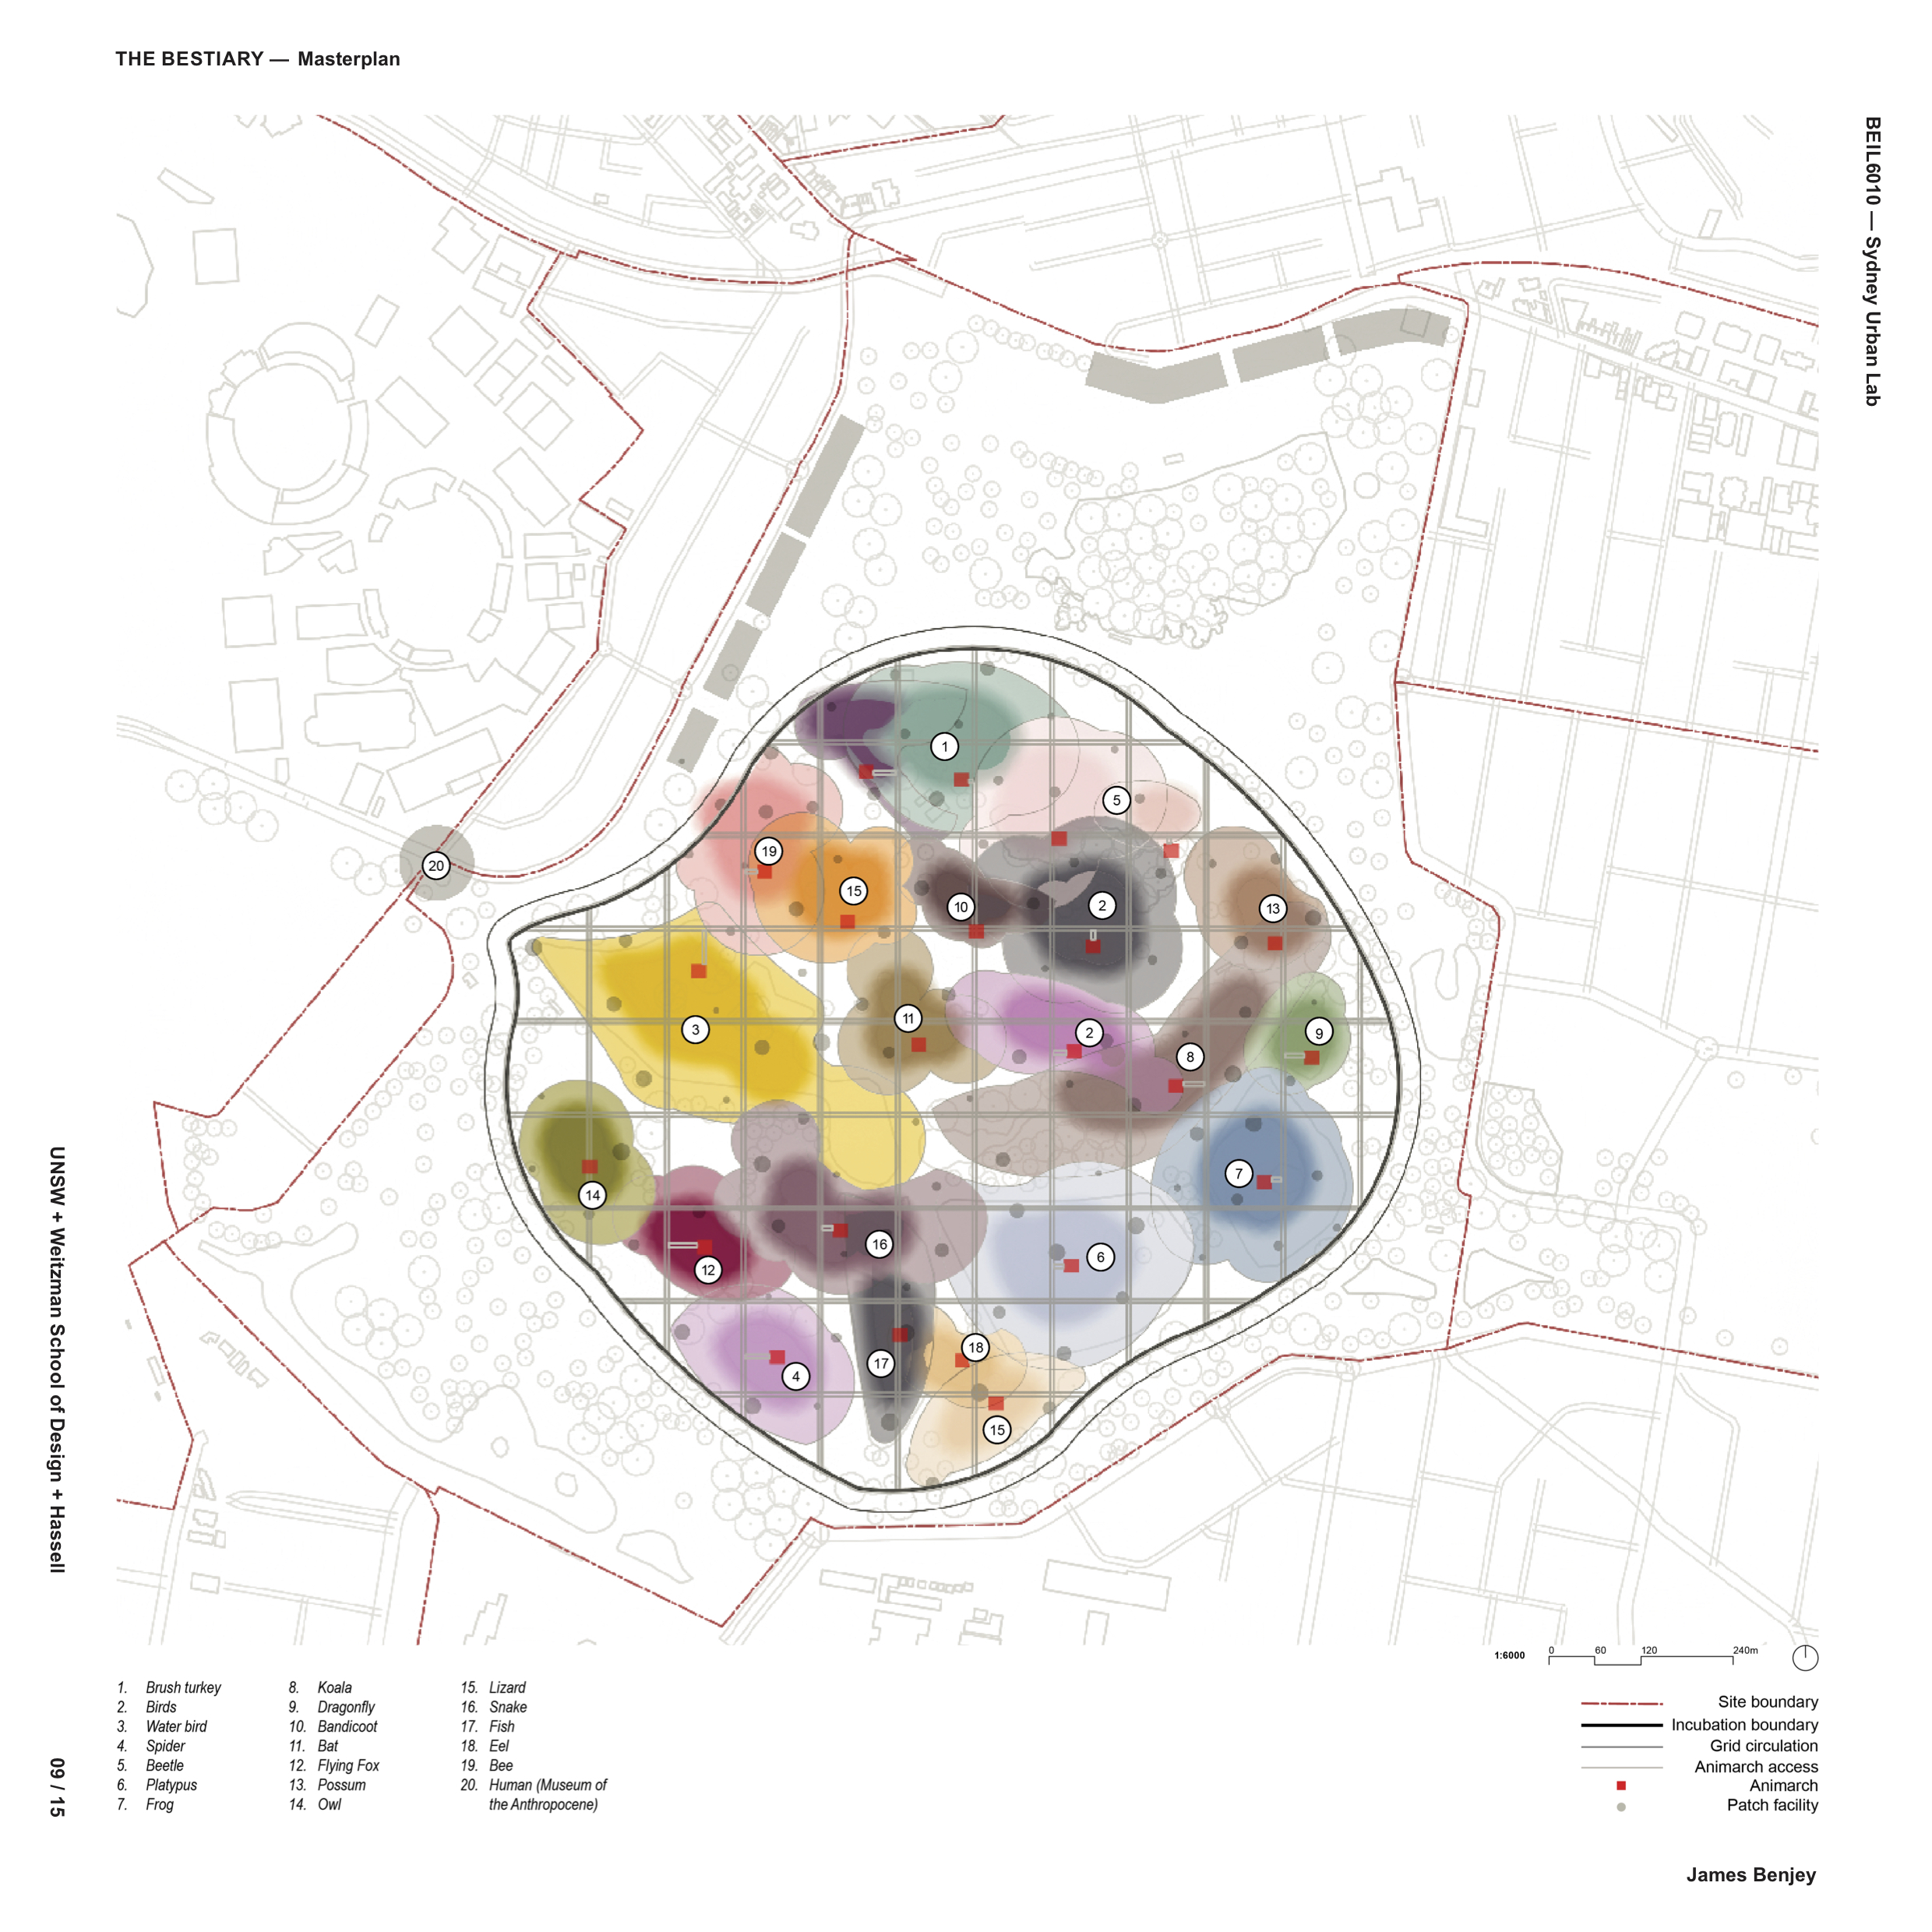 THE BESTIARY — Masterplan
BEIL6010 — Sydney Urban Lab
UNSW + Weitzman School of Design + Hassell
09 / 15
1
5
19
15
10
2
13
3
11
2
8
9
20
14
7
12
16
6
4
17
18
15
1:6000
0 60 120 240m
1. Brush turkey
2. Birds
3. Water bird
4. Spider
5. Beetle
6. Platypus
7. Frog
8. Koala
9. Dragonfly
10. Bandicoot
11. Bat
12. Flying Fox
13. Possum
14. Owl
15. Lizard
16. Snake
17. Fish
18. Eel
19. Bee
20. Human (Museum of
the Anthropocene)
Site boundary
Incubation boundary
Grid circulation
Animarch access
Animarch
Patch facility
James Benjey